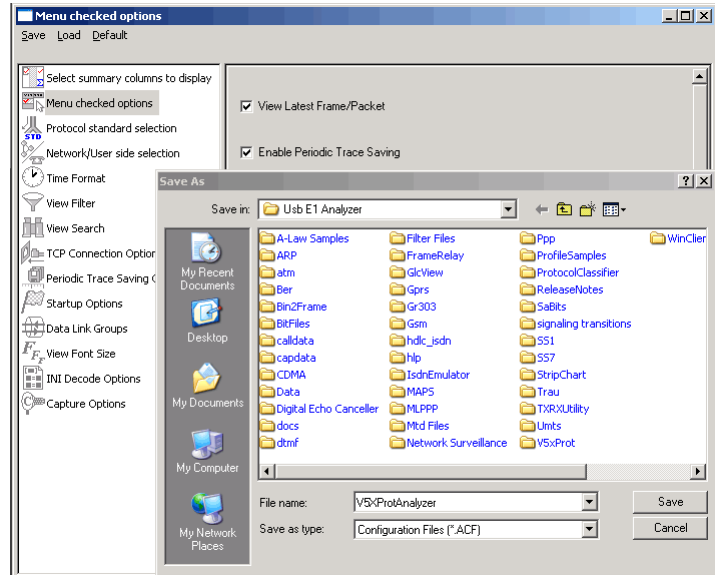 Menu checked options
Save Load Default
Select summary columns to display
Menu checked options
Protocol standard selection
Network/User side selection
Time Format
View Filter
View Search
TCP Connection Option
Periodic Trace Saving
Startup Options
Data Link Groups
View Font Size
INI Decode Options
Capture Options
View Latest Frame/Packet
Enable Periodic Trace Saving
Save As
Save in: Usb E1 Analyzer
My Recent
Documents
Desktop
My Documents
My Computer
My Network
Places
A-Law Samples
ARP
atm
Ber
Bin2Frame
BitFiles
calldata
capdata
CDMA
Data
Digital Echo Canceller
docs
dtmf
Filter Files
FrameRelay
GlcView
Gprs
Gr303
Gsm
hdlc_isdn
hlp
IsdnEmulator
MAPS
MLPPP
Mtd Files
Network Surveillance
Ppp
ProfileSamples
ProtocolClassifier
ReleaseNotes
SaBits
signaling transitions
SS1
SS7
StripChart
Trau
TXRXUtility
Umts
V5xProt
WinClier
File name: V5XProtAnalyzer
Save as type: Configuration Files (*.ACF)
Save
Cancel